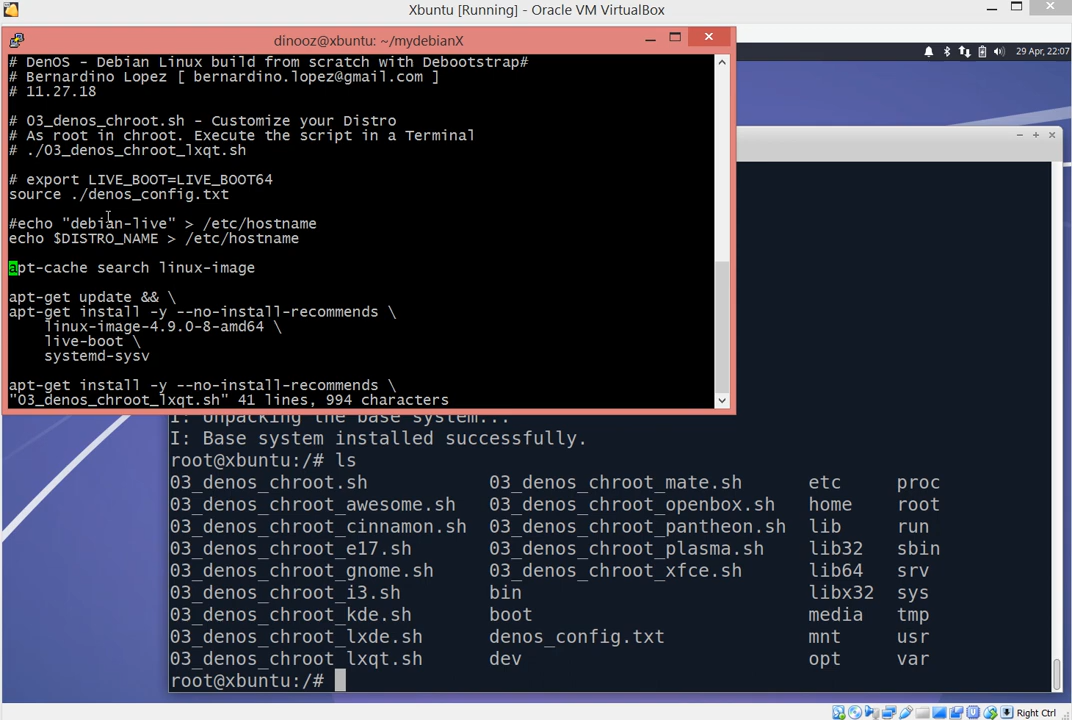 Xbuntu [Running] - Oracle VM VirtualBox
dinooz@xbuntu: ~/mydebianX
29 Apr, 22:07
# DenOS - Debian Linux build from scratch with Debootstrap#
# Bernardino Lopez [ bernardino.lopez@gmail.com ]
# 11.27.18
# 03_denos_chroot.sh - Customize your Distro
# As root in chroot. Execute the script in a Terminal
# ./03_denos_chroot_lxqt.sh
# export LIVE_BOOT=LIVE_BOOT64
source ./denos_config.txt
#echo "debian-live" > /etc/hostname
echo $DISTRO_NAME > /etc/hostname
apt-cache search linux-image
apt-get update && \
apt-get install -y --no-install-recommends \
linux-image-4.9.0-8-amd64 \
live-boot \
systemd-sysv
apt-get install -y --no-install-recommends \
"03_denos_chroot_lxqt.sh" 41 lines, 994 characters
I: Unpacking the base system...
I: Base system installed successfully.
root@xbuntu:/# ls
03_denos_chroot.sh 03_denos_chroot_mate.sh etc proc
03_denos_chroot_awesome.sh 03_denos_chroot_openbox.sh home root
03_denos_chroot_cinnamon.sh 03_denos_chroot_pantheon.sh lib run
03_denos_chroot_e17.sh 03_denos_chroot_plasma.sh lib32 sbin
03_denos_chroot_gnome.sh 03_denos_chroot_xfce.sh lib64 srv
03_denos_chroot_i3.sh bin libx32 sys
03_denos_chroot_kde.sh boot media tmp
03_denos_chroot_lxde.sh denos_config.txt mnt usr
03_denos_chroot_lxqt.sh dev opt var
root@xbuntu:/#
Right Ctrl